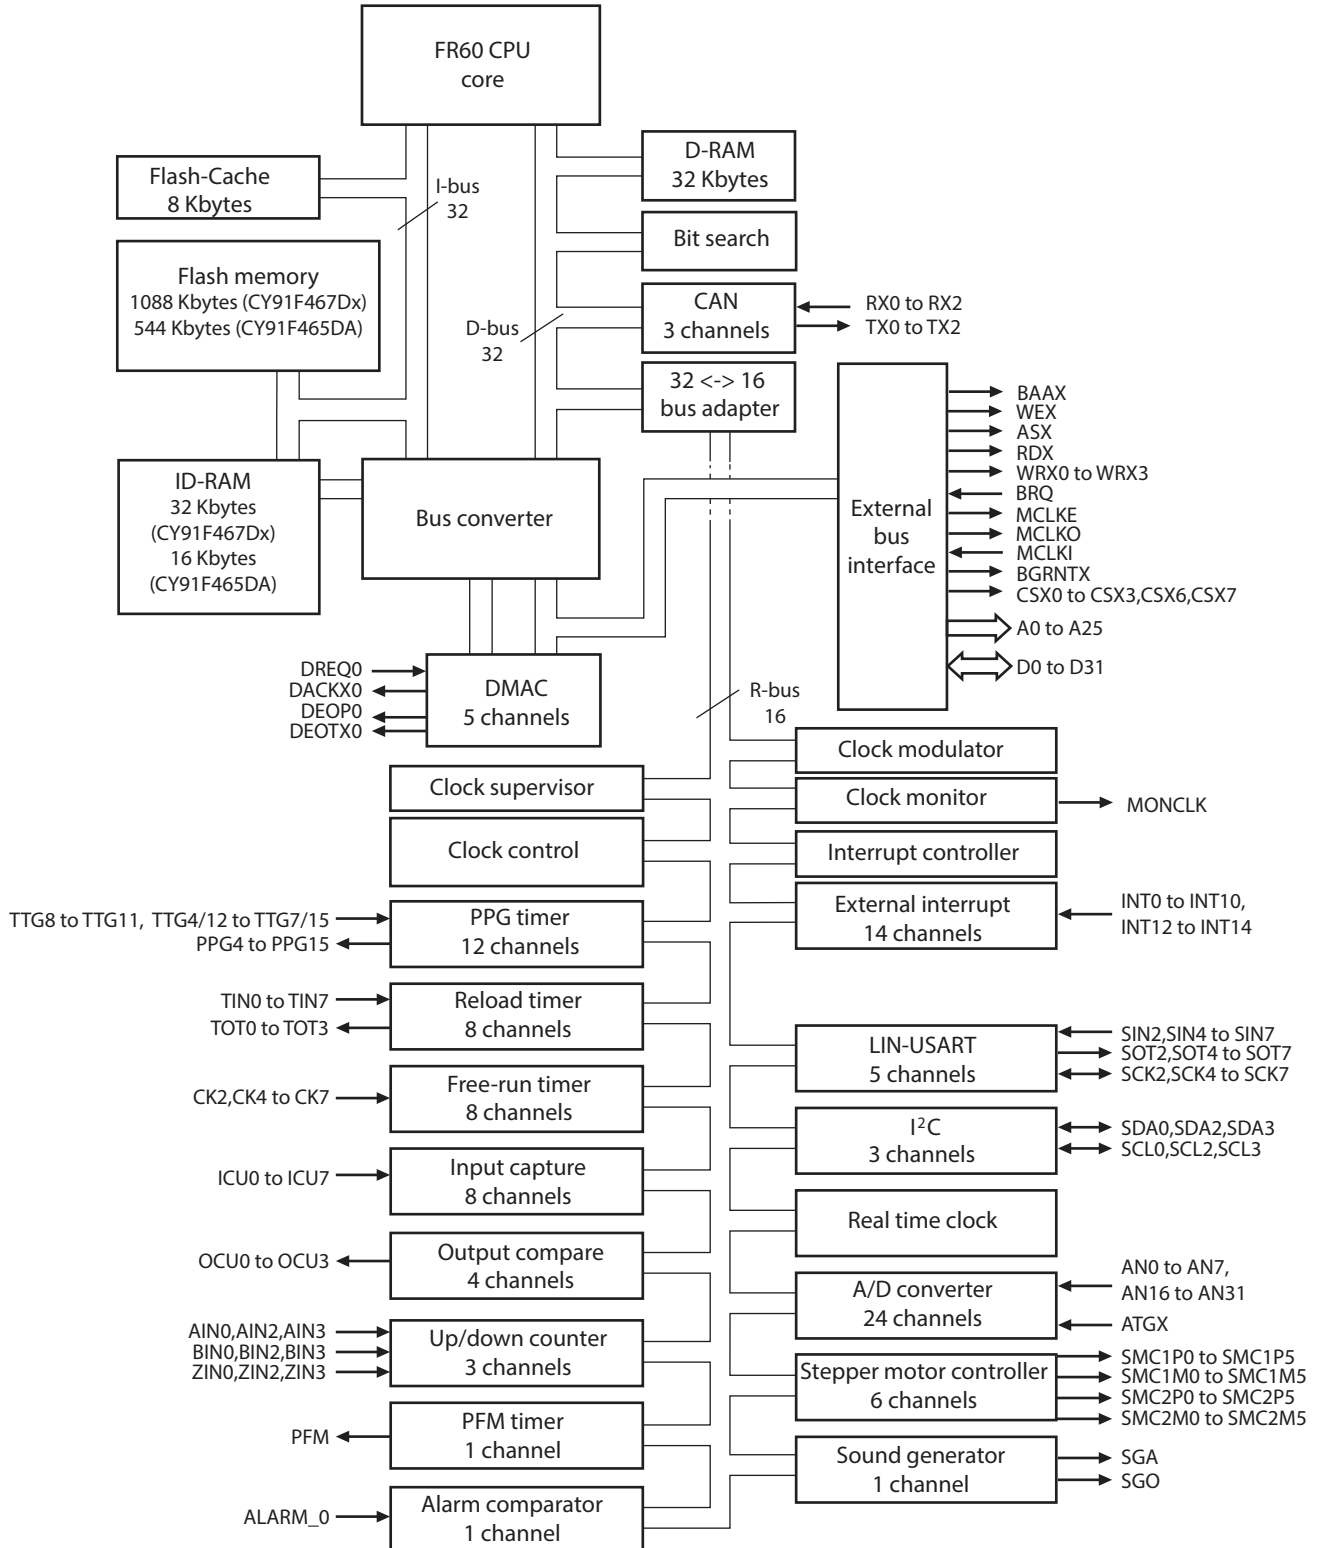 FR60 CPU
core
Flash-Cache
8 Kbytes
I-bus
32
D-RAM
32 Kbytes
Bit search
Flash memory
1088 Kbytes (CY91F467Dx)
544 Kbytes (CY91F465DA)
D-bus
32
CAN
3 channels
RX0 to RX2
TX0 to TX2
32 <-> 16
bus adapter
ID-RAM
32 Kbytes
(CY91F467Dx)
16 Kbytes
(CY91F465DA)
Bus converter
External
bus
interface
BAAX
WEX
ASX
RDX
WRX0 to WRX3
BRQ
MCLKE
MCLKO
MCLKI
BGRNTX
CSX0 to CSX3,CSX6,CSX7
A0 to A25
D0 to D31
DREQ0
DACKX0
DEOP0
DEOTX0
DMAC
5 channels
R-bus
16
Clock supervisor
Clock control
TTG8 to TTG11, TTG4/12 to TTG7/15
PPG4 to PPG15
PPG timer
12 channels
TIN0 to TIN7
TOT0 to TOT3
Reload timer
8 channels
CK2,CK4 to CK7
Free-run timer
8 channels
ICU0 to ICU7
Input capture
8 channels
OCU0 to OCU3
Output compare
4 channels
AIN0,AIN2,AIN3
BIN0,BIN2,BIN3
ZIN0,ZIN2,ZIN3
Up/down counter
3 channels
PFM
PFM timer
1 channel
ALARM_0
Alarm comparator
1 channel
Clock modulator
Clock monitor
MONCLK
Interrupt controller
External interrupt
14 channels
INT0 to INT10,
INT12 to INT14
LIN-USART
5 channels
SIN2,SIN4 to SIN7
SOT2,SOT4 to SOT7
SCK2,SCK4 to SCK7
I²C
3 channels
SDA0,SDA2,SDA3
SCL0,SCL2,SCL3
Real time clock
A/D converter
24 channels
AN0 to AN7,
AN16 to AN31
ATGX
Stepper motor controller
6 channels
SMC1P0 to SMC1P5
SMC1M0 to SMC1M5
SMC2P0 to SMC2P5
SMC2M0 to SMC2M5
Sound generator
1 channel
SGA
SGO